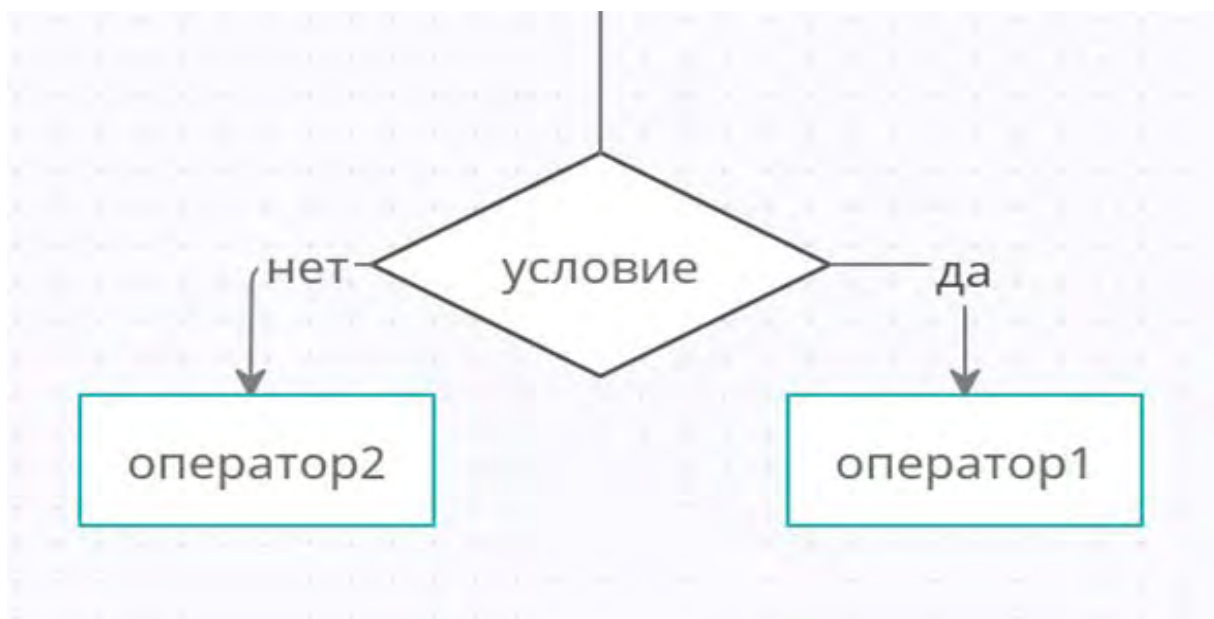 нет
условие
да
оператор2
оператор1